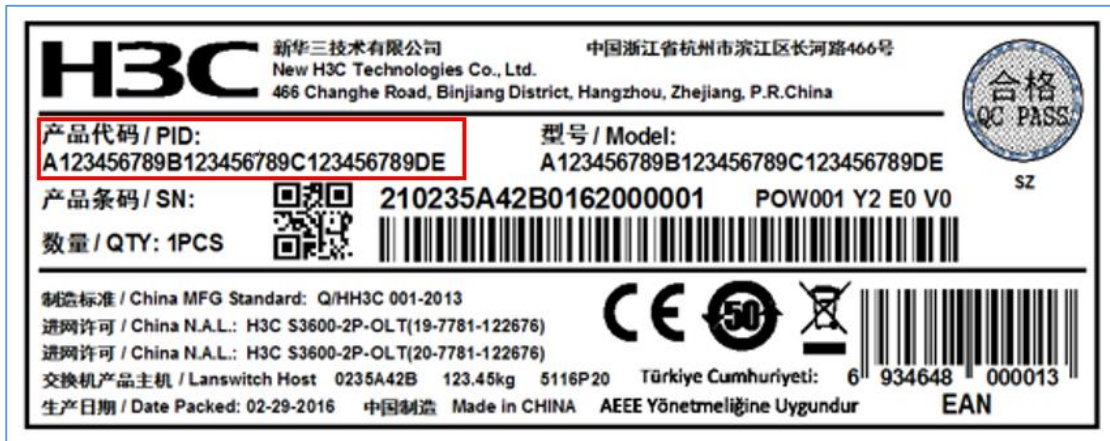 H3C
新华三技术有限公司 中国浙江省杭州市滨江区长河路466号
New H3C Technologies Co., Ltd.
466 Changhe Road, Binjiang District, Hangzhou, Zhejiang, P.R.China
合格
QC PASS
SZ
产品代码 / PID: 型号 / Model:
A123456789B123456789C123456789DE A123456789B123456789C123456789DE
产品条码 / SN: 210235A42B0162000001 POW001 Y2 E0 V0
数量 / QTY: 1PCS
制造标准 / China MFG Standard: Q/HH3C 001-2013
进网许可 / China N.A.L.: H3C S3600-2P-OLT(19-7781-122676)
进网许可 / China N.A.L.: H3C S3600-2P-OLT(20-7781-122676)
交换机产品主机 / Lanswitch Host 0235A42B 123.45kg 5116P20 Türkiye Cumhuriyeti:
生产日期 / Date Packed: 02-29-2016 中国制造 Made in CHINA AEEE Yönetmeliğine Uygundur
CE 50
6 934648 000013
EAN